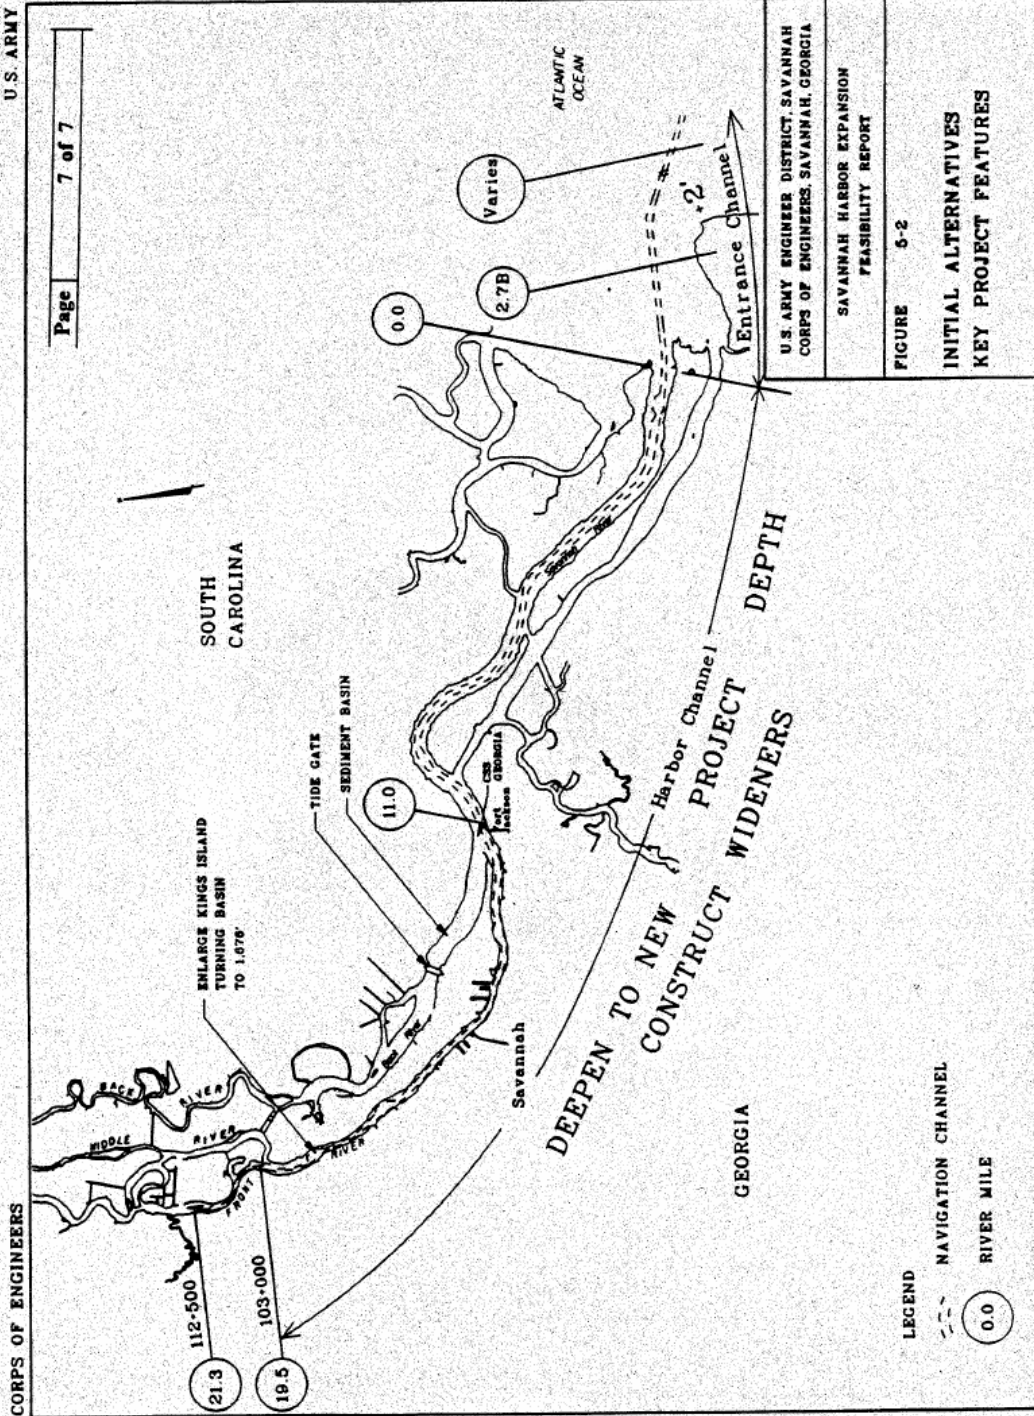 CORPS OF ENGINEERS
U.S. ARMY
Page 7 of 7
SOUTH
CAROLINA
ATLANTIC
OCEAN
ENLARGE KINGS ISLAND
TURNING BASIN
TO 1,676'
TIDE GATE
SEDIMENT BASIN
21.3
112+500
19.5
103+000
11.0
0.0
2.7B
Varies
BACK
RIVER
MIDDLE
RIVER
FRONT
RIVER
Back River
CSS
GEORGIA
Fort
Jackson
Savannah River
Savannah
+2'
Entrance Channel
Harbor Channel
DEEPEN TO NEW PROJECT DEPTH
CONSTRUCT WIDENERS
GEORGIA
LEGEND
NAVIGATION CHANNEL
0.0 RIVER MILE
U.S. ARMY ENGINEER DISTRICT, SAVANNAH
CORPS OF ENGINEERS, SAVANNAH, GEORGIA
SAVANNAH HARBOR EXPANSION
FEASIBILITY REPORT
FIGURE 5-2
INITIAL ALTERNATIVES
KEY PROJECT FEATURES